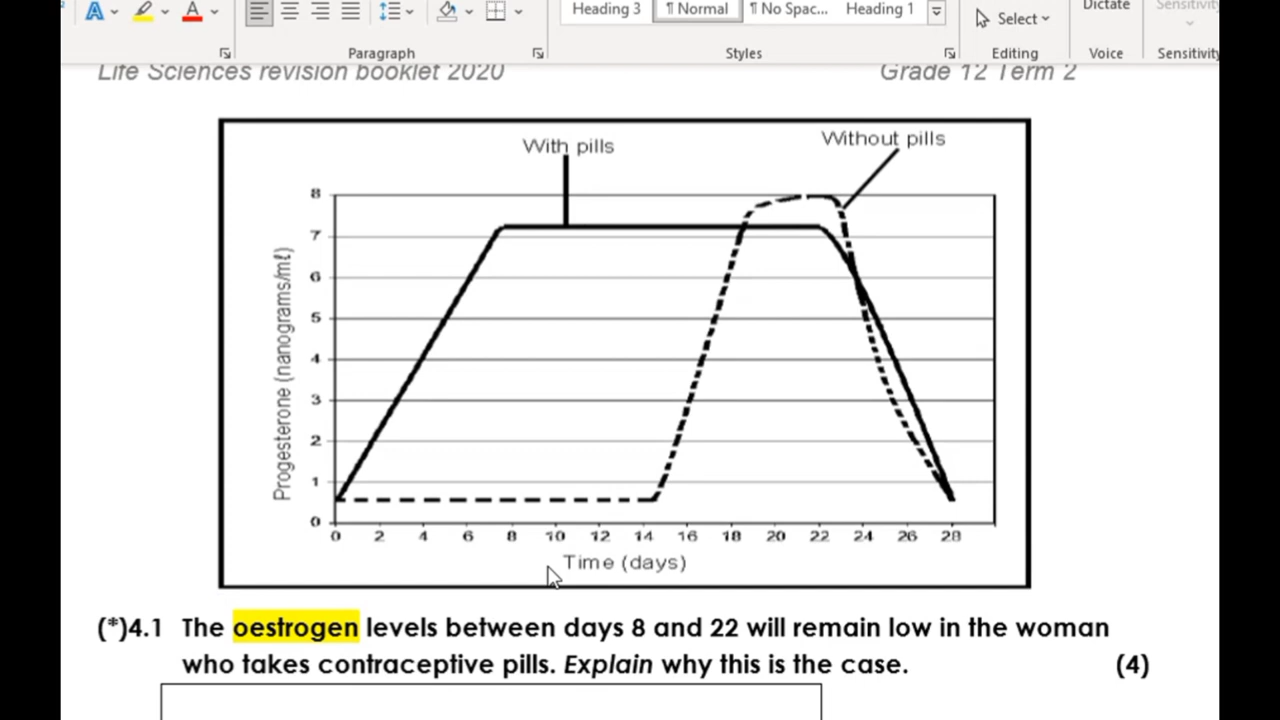 Heading 3 ¶ Normal ¶ No Spac... Heading 1
Select
Dictate
Sensitivity
Paragraph Styles Editing Voice Sensitivity
Life Sciences revision booklet 2020 Grade 12 Term 2
With pills
Without pills
Progesterone (nanograms/mℓ)
8
7
6
5
4
3
2
1
0
0 2 4 6 8 10 12 14 16 18 20 22 24 26 28
Time (days)
(*)4.1 The oestrogen levels between days 8 and 22 will remain low in the woman
who takes contraceptive pills. Explain why this is the case. (4)